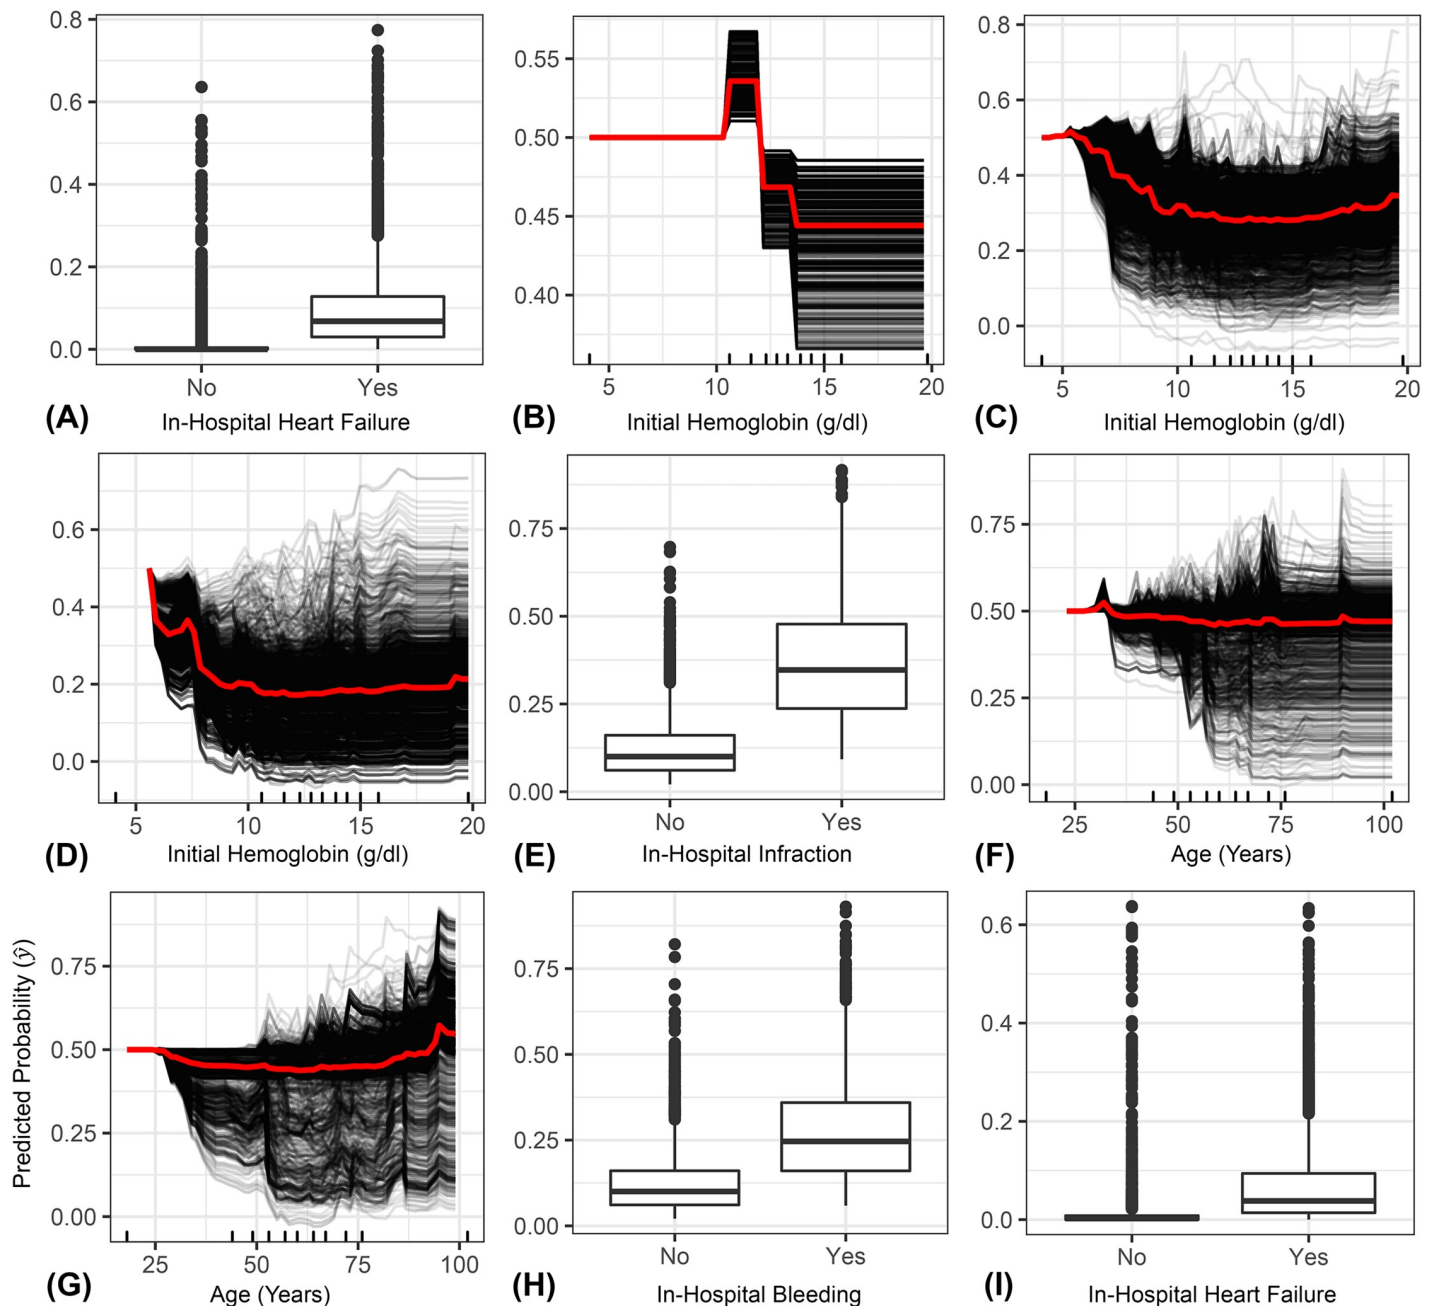 0.8
0.6
0.4
0.2
0.0
No Yes
(A) In-Hospital Heart Failure
0.55
0.50
0.45
0.40
5 10 15 20
(B) Initial Hemoglobin (g/dl)
0.8
0.6
0.4
0.2
0.0
5 10 15 20
(C) Initial Hemoglobin (g/dl)
0.6
0.4
0.2
0.0
5 10 15 20
(D) Initial Hemoglobin (g/dl)
0.75
0.50
0.25
0.00
No Yes
(E) In-Hospital Infraction
0.75
0.50
0.25
0.00
25 50 75 100
(F) Age (Years)
Predicted Probability (ŷ)
0.75
0.50
0.25
0.00
25 50 75 100
(G) Age (Years)
0.75
0.50
0.25
0.00
No Yes
(H) In-Hospital Bleeding
0.6
0.4
0.2
0.0
No Yes
(I) In-Hospital Heart Failure